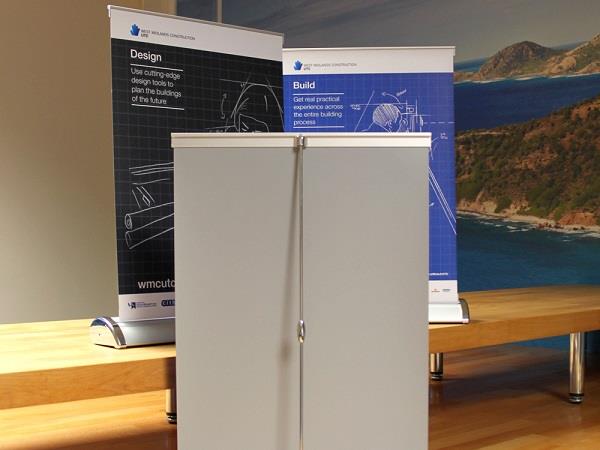 WEST MIDLANDS CONSTRUCTION
UTC
Design
Use cutting-edge
design tools to
plan the buildings
of the future
wmcutc
WEST MIDLANDS CONSTRUCTION
UTC
Build
Get real practical
experience across
the entire building
process